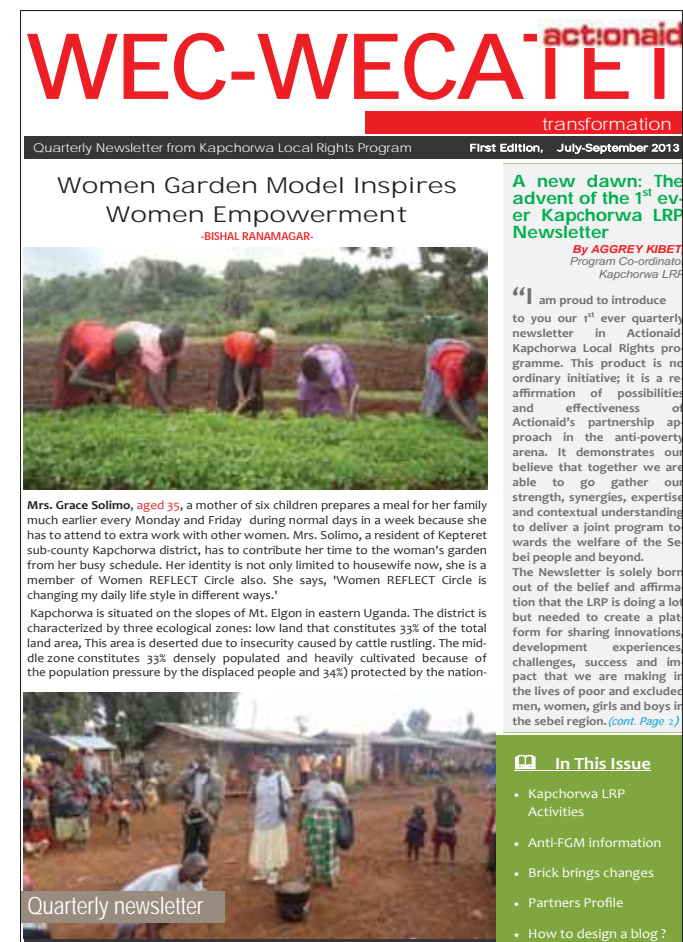 act!onaid
WEC-WECATET
transformation
Quarterly Newsletter from Kapchorwa Local Rights Program
First Edition, July-September 2013
Women Garden Model Inspires
Women Empowerment
-BISHAL RANAMAGAR-
Mrs. Grace Solimo, aged 35, a mother of six children prepares a meal for her family
much earlier every Monday and Friday during normal days in a week because she
has to attend to extra work with other women. Mrs. Solimo, a resident of Kepteret
sub-county Kapchorwa district, has to contribute her time to the woman's garden
from her busy schedule. Her identity is not only limited to housewife now, she is a
member of Women REFLECT Circle also. She says, 'Women REFLECT Circle is
changing my daily life style in different ways.'
Kapchorwa is situated on the slopes of Mt. Elgon in eastern Uganda. The district is
characterized by three ecological zones: low land that constitutes 33% of the total
land area, This area is deserted due to insecurity caused by cattle rustling. The mid-
dle zone constitutes 33% densely populated and heavily cultivated because of
the population pressure by the displaced people and 34%) protected by the nation-
Quarterly newsletter
A new dawn: The
advent of the 1st ev-
er Kapchorwa LRP
Newsletter
By AGGREY KIBET,
Program Co-ordinator
Kapchorwa LRP
“I am proud to introduce
to you our 1st ever quarterly
newsletter in Actionaid-
Kapchorwa Local Rights pro-
gramme. This product is no
ordinary initiative; it is a re-
affirmation of possibilities
and effectiveness of
Actionaid's partnership ap-
proach in the anti-poverty
arena. It demonstrates our
believe that together we are
able to go gather our
strength, synergies, expertise
and contextual understanding
to deliver a joint program to-
wards the welfare of the Se-
bei people and beyond.
The Newsletter is solely born
out of the belief and affirma-
tion that the LRP is doing a lot
but needed to create a plat-
form for sharing innovations,
development experiences,
challenges, success and im-
pact that we are making in
the lives of poor and excluded
men, women, girls and boys in
the sebei region. (cont. Page 2)
In This Issue
• Kapchorwa LRP
Activities
• Anti-FGM information
• Brick brings changes
• Partners Profile
• How to design a blog ?